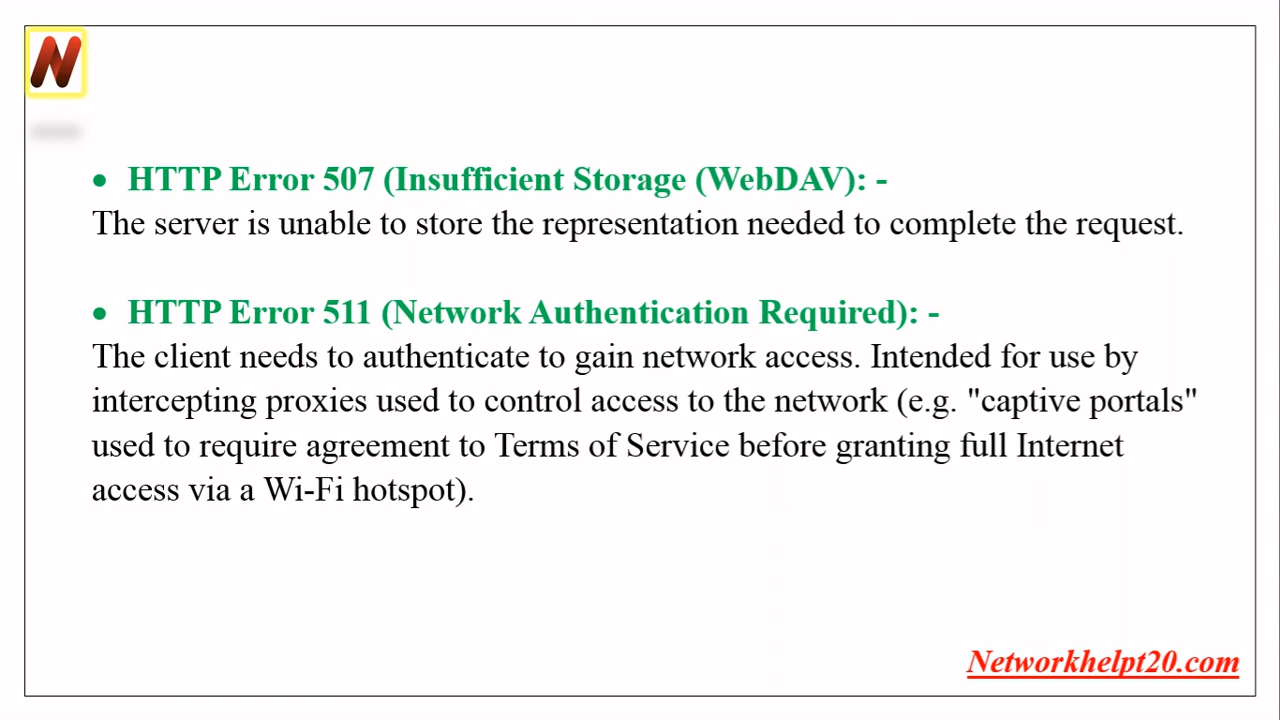 N
• HTTP Error 507 (Insufficient Storage (WebDAV): -
The server is unable to store the representation needed to complete the request.
• HTTP Error 511 (Network Authentication Required): -
The client needs to authenticate to gain network access. Intended for use by
intercepting proxies used to control access to the network (e.g. "captive portals"
used to require agreement to Terms of Service before granting full Internet
access via a Wi-Fi hotspot).
Networkhelpt20.com